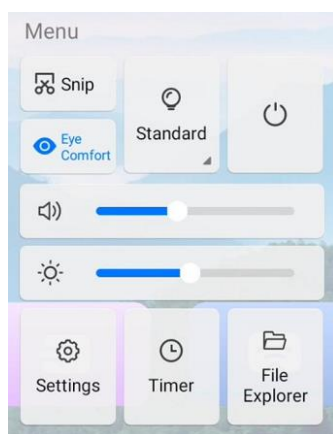 Menu
Snip
Eye
Comfort
Standard
Settings
Timer
File
Explorer